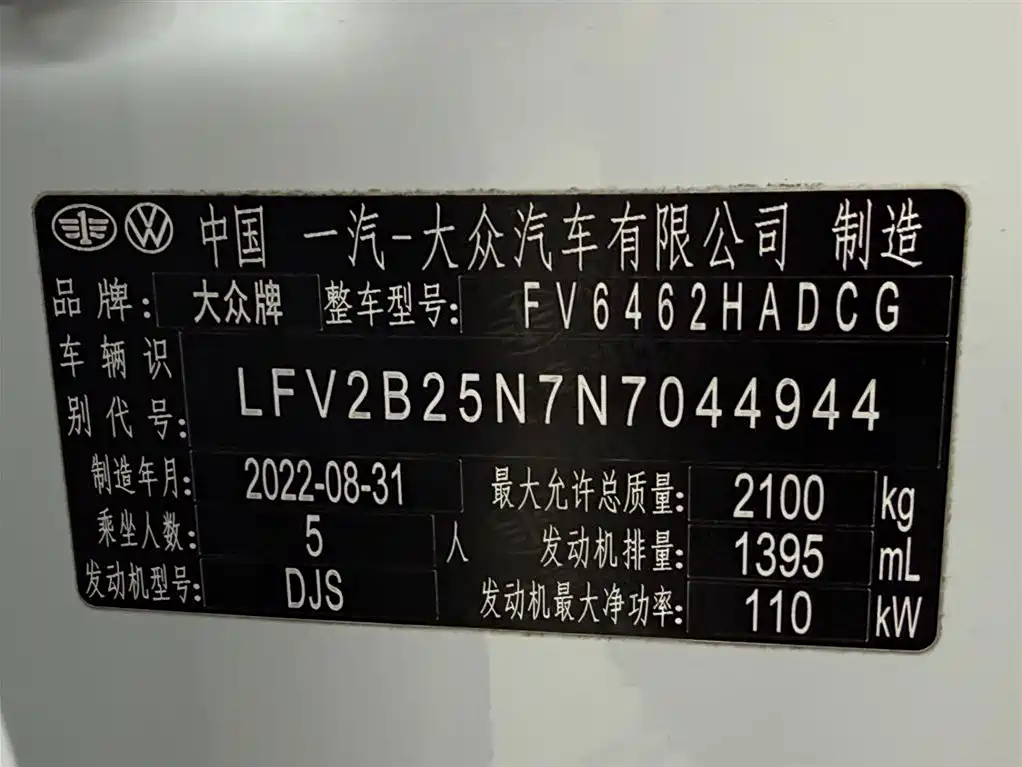 中国 一汽-大众汽车有限公司 制造
品牌: 大众牌 整车型号: FV6462HADCG
车辆识别代号: LFV2B25N7N7044944
制造年月: 2022-08-31 最大允许总质量: 2100 kg
乘坐人数: 5 人 发动机排量: 1395 mL
发动机型号: DJS 发动机最大净功率: 110 kW